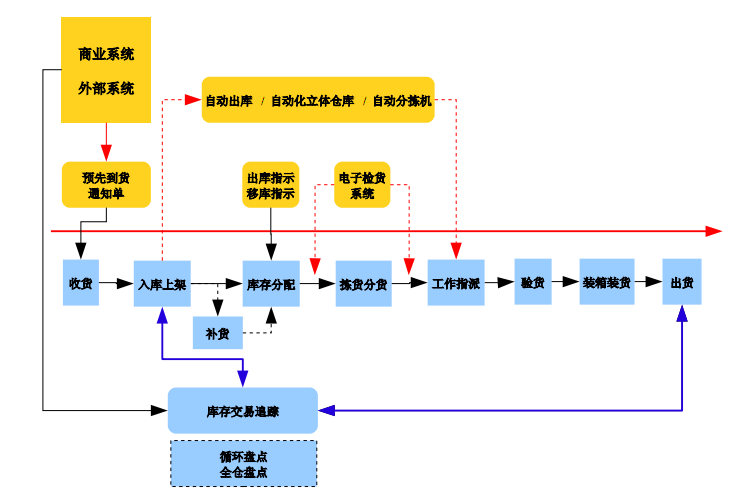 商业系统
外部系统
自动出库 / 自动化立体仓库 / 自动分拣机
预先到货
通知单
出库指示
移库指示
电子检货
系统
收货
入库上架
库存分配
拣货分货
工作指派
验货
装箱装货
出货
补货
库存交易追踪
循环盘点
全仓盘点